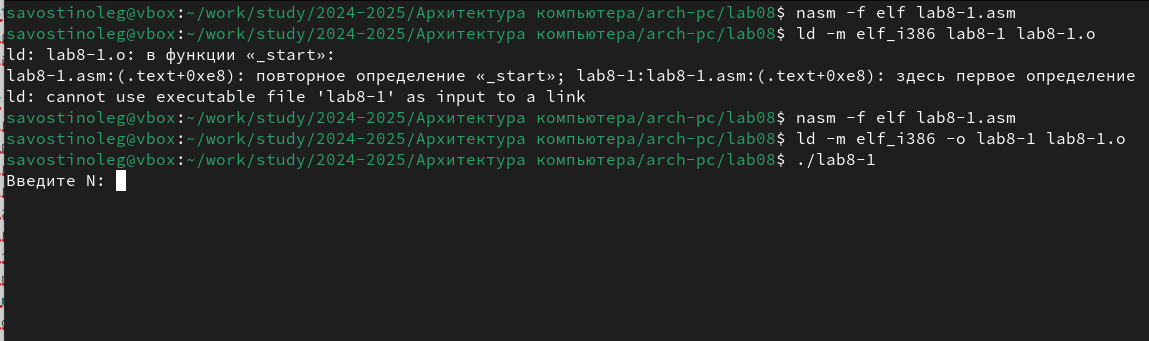 savostinoleg@vbox:~/work/study/2024-2025/Архитектура компьютера/arch-pc/lab08$ nasm -f elf lab8-1.asm
savostinoleg@vbox:~/work/study/2024-2025/Архитектура компьютера/arch-pc/lab08$ ld -m elf_i386 lab8-1 lab8-1.o
ld: lab8-1.o: в функции «_start»:
lab8-1.asm:(.text+0xe8): повторное определение «_start»; lab8-1:lab8-1.asm:(.text+0xe8): здесь первое определение
ld: cannot use executable file 'lab8-1' as input to a link
savostinoleg@vbox:~/work/study/2024-2025/Архитектура компьютера/arch-pc/lab08$ nasm -f elf lab8-1.asm
savostinoleg@vbox:~/work/study/2024-2025/Архитектура компьютера/arch-pc/lab08$ ld -m elf_i386 -o lab8-1 lab8-1.o
savostinoleg@vbox:~/work/study/2024-2025/Архитектура компьютера/arch-pc/lab08$ ./lab8-1
Введите N: